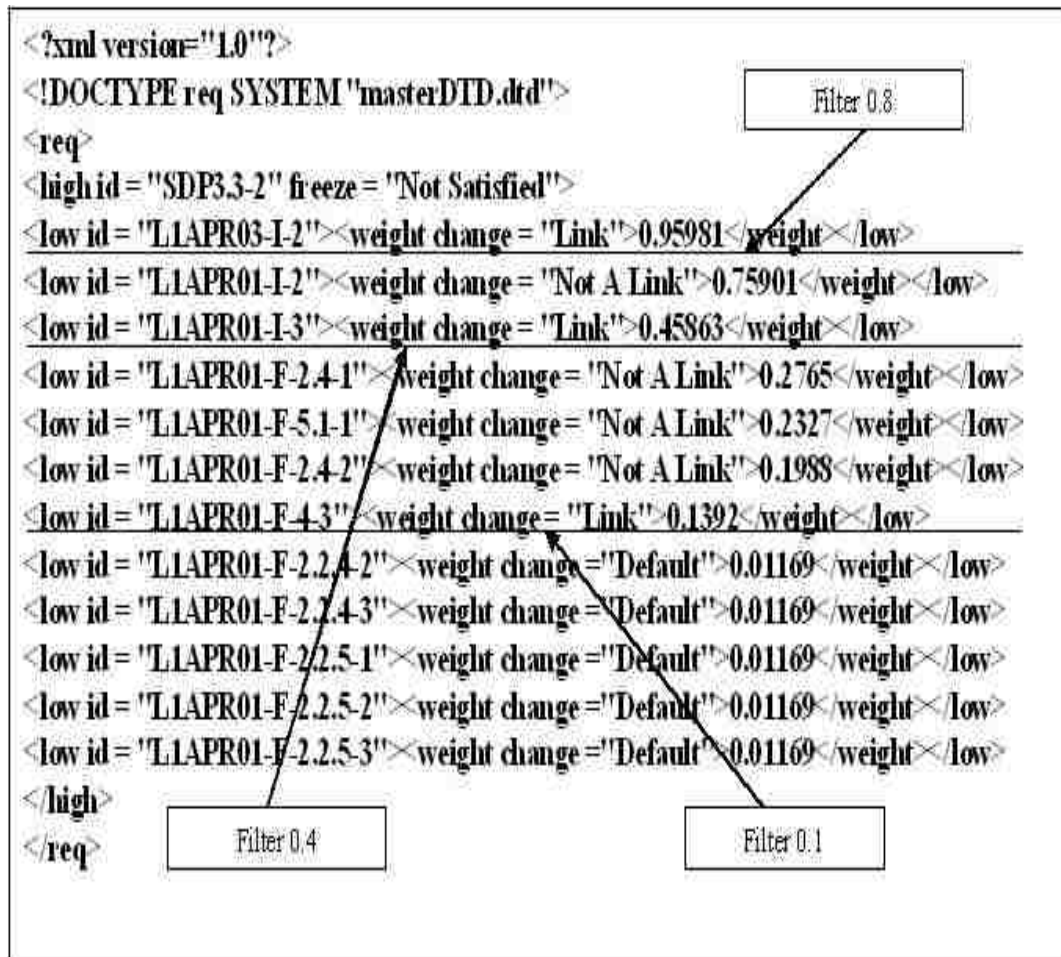 <?xml version="1.0"?>
<!DOCTYPE req SYSTEM "masterDTD.dtd">
Filter 0.8
<req>
<high id = "SDP3.3-2" freeze = "Not Satisfied">
<low id = "L1APR03-I-2"><weight change = "Link">0.95981</weight></low>
<low id = "L1APR01-I-2"><weight change = "Not A Link">0.75901</weight></low>
<low id = "L1APR01-I-3"><weight change = "Link">0.45863</weight></low>
<low id = "L1APR01-F-2.4-1"><weight change = "Not A Link">0.2765</weight></low>
<low id = "L1APR01-F-5.1-1"><weight change = "Not A Link">0.2327</weight></low>
<low id = "L1APR01-F-2.4-2"><weight change = "Not A Link">0.1988</weight></low>
<low id = "L1APR01-F-4-3"><weight change = "Link">0.1392</weight></low>
<low id = "L1APR01-F-2.2.4-2"><weight change ="Default">0.01169</weight></low>
<low id = "L1APR01-F-2.2.4-3"><weight change ="Default">0.01169</weight></low>
<low id = "L1APR01-F-2.2.5-1"><weight change ="Default">0.01169</weight></low>
<low id = "L1APR01-F-2.2.5-2"><weight change ="Default">0.01169</weight></low>
<low id = "L1APR01-F-2.2.5-3"><weight change ="Default">0.01169</weight></low>
</high>
</req>
Filter 0.4
Filter 0.1